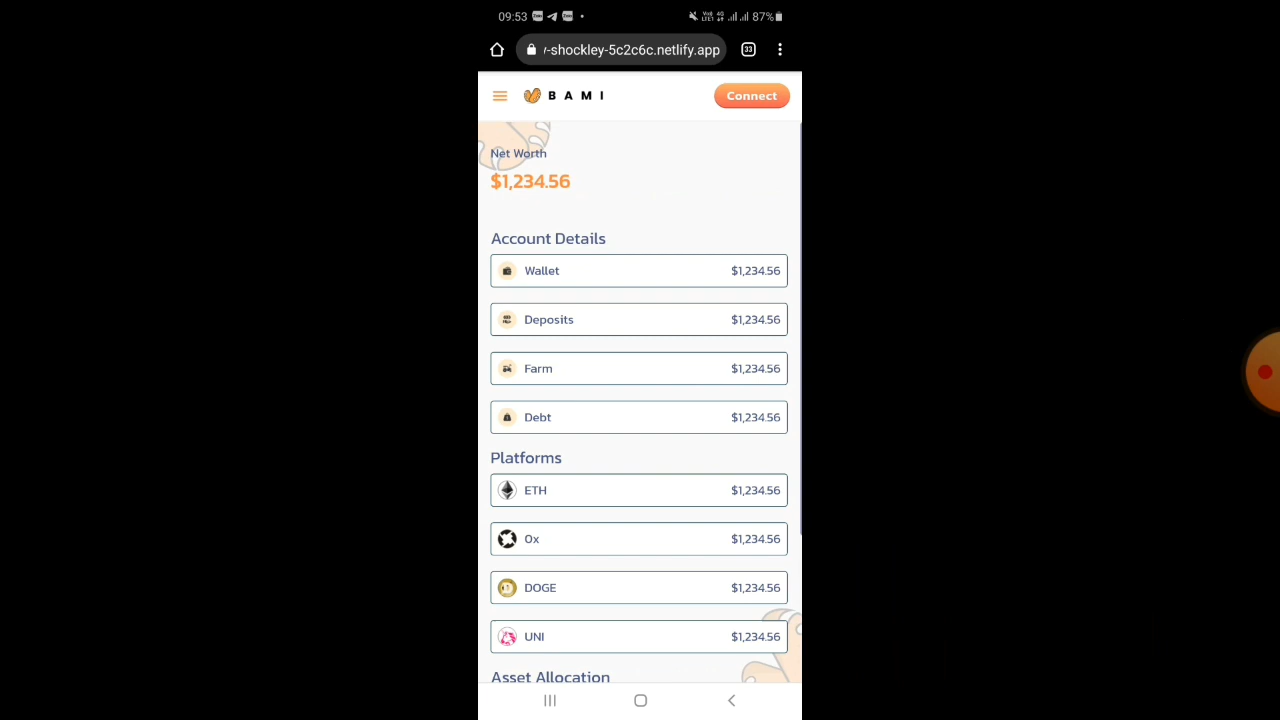 09:53
87%
-shockley-5c2c6c.netlify.app
33
BAMI
Connect
Net Worth
$1,234.56
Account Details
Wallet $1,234.56
Deposits $1,234.56
Farm $1,234.56
Debt $1,234.56
Platforms
ETH $1,234.56
0x $1,234.56
DOGE $1,234.56
UNI $1,234.56
Asset Allocation